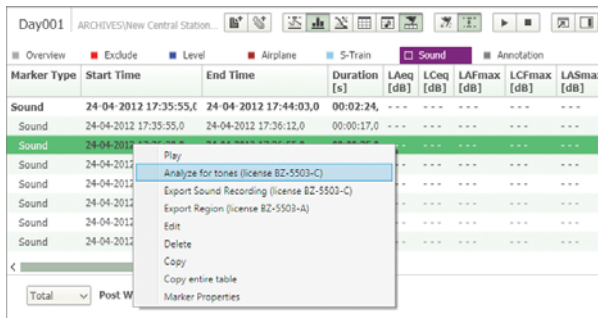 Day001 ARCHIVES\New Central Station...
Overview Exclude Level Airplane S-Train Sound Annotation
Marker Type Start Time End Time Duration [s] LAeq [dB] LCeq [dB] LAFmax [dB] LCFmax [dB] LASma [dB]
Sound 24-04-2012 17:35:55,0 24-04-2012 17:44:03,0 00:02:24, --- --- --- --- ---
Sound 24-04-2012 17:35:55,0 24-04-2012 17:36:12,0 00:00:17,0 --- --- --- --- ---
Sound 24-04-2012 --- --- --- ---
Play
Sound 24-04-2012 --- --- ---
Analyze for tones (license BZ-5503-C)
Sound 24-04-2012 --- --- ---
Export Sound Recording (license BZ-5503-C)
Sound 24-04-2012 --- --- ---
Export Region (license BZ-5503-A)
Sound 24-04-2012 --- --- ---
Edit
Sound 24-04-2012 --- --- ---
Delete
Copy
Copy entire table
Total Post W
Marker Properties